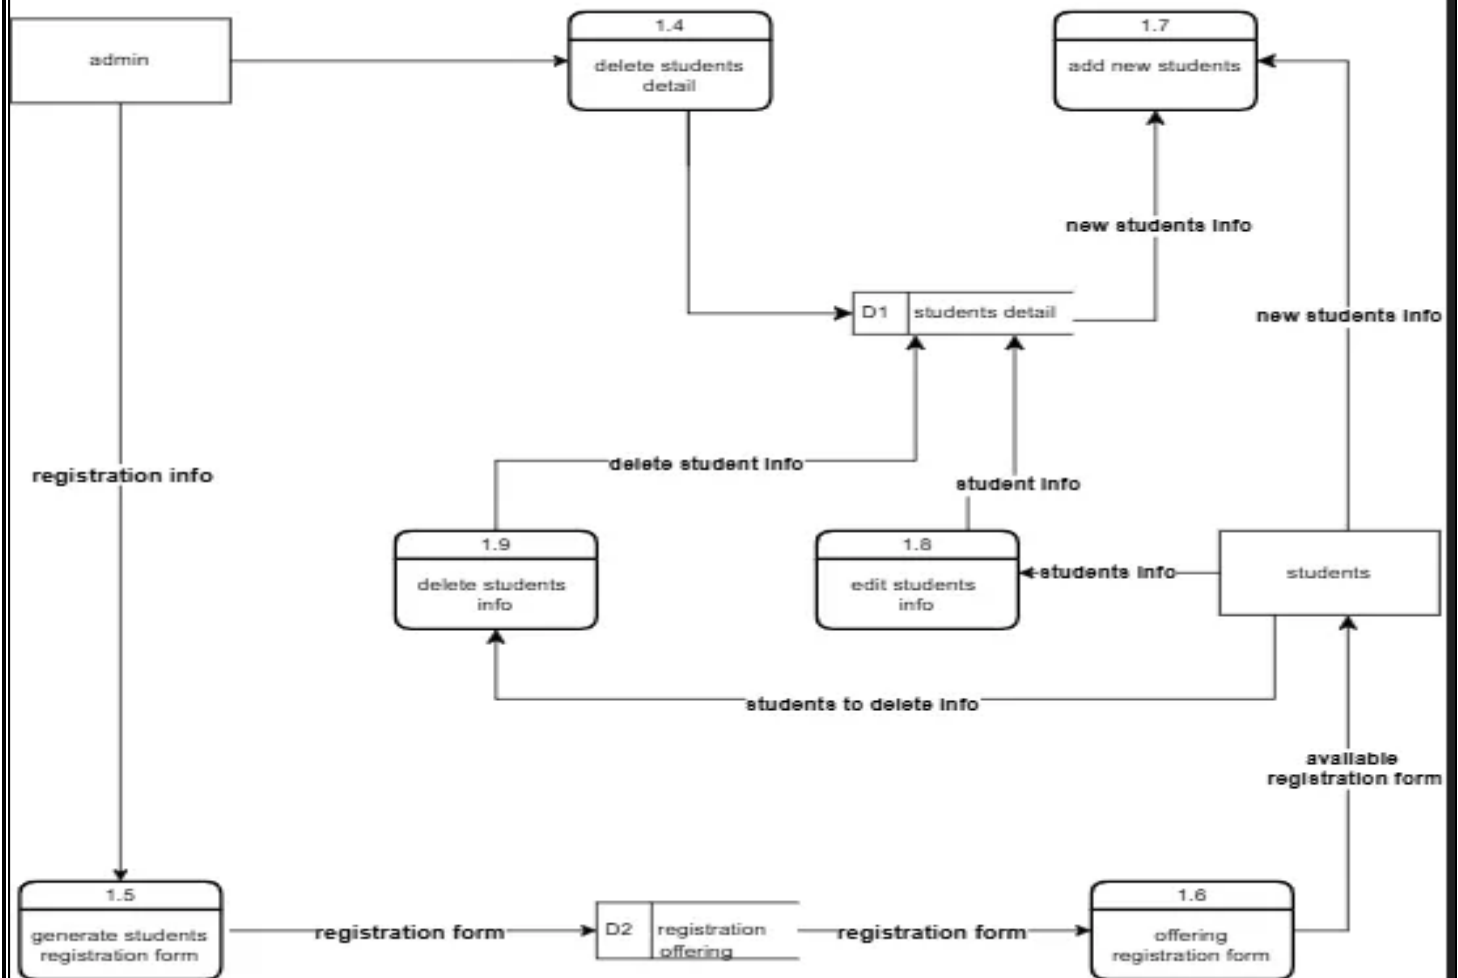 1.4
1.7
admin
delete students
detail
add new students
new students info
D1
students detail
new students info
delete student info
registration info
student info
1.9
1.8
delete students
info
edit students
info
students info
students
students to delete info
available
registration form
1.5
1.6
generate students
registration form
registration form
D2
registration
offering
registration form
offering
registration form